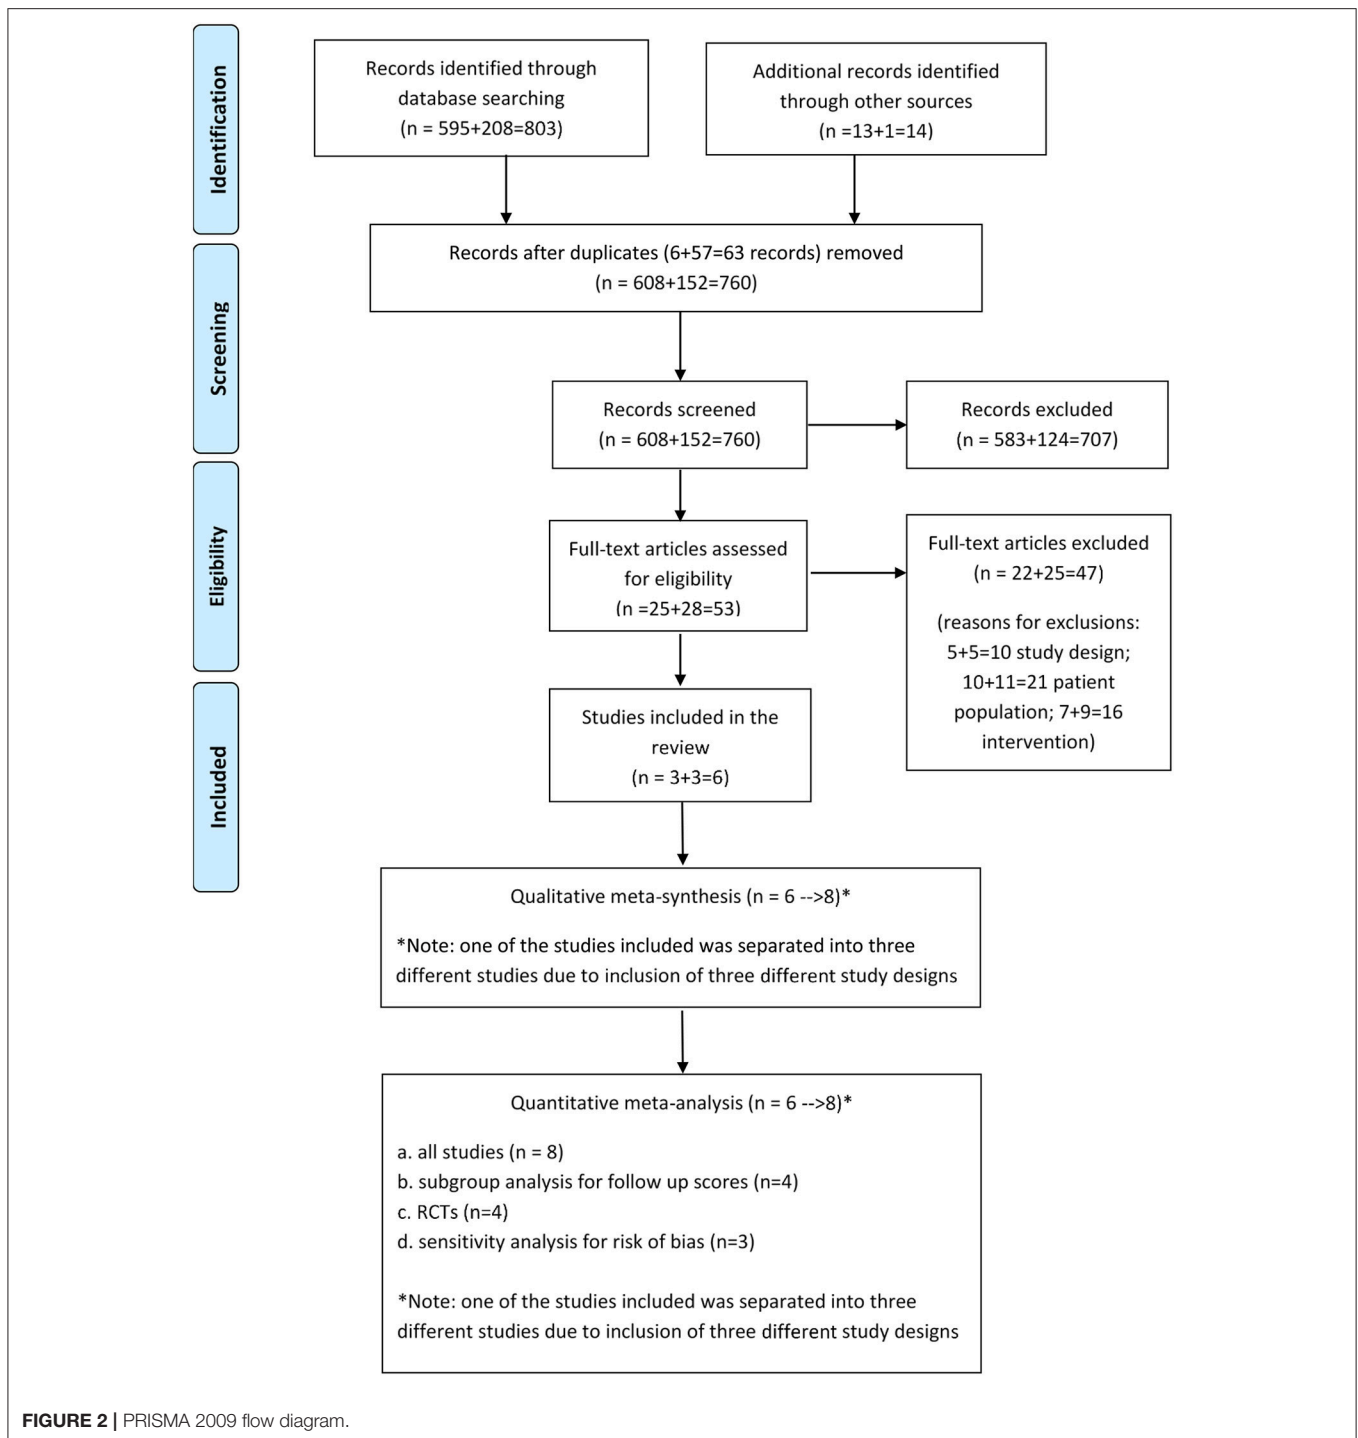 Identification
Records identified through
database searching
(n = 595+208=803)
Additional records identified
through other sources
(n =13+1=14)
Records after duplicates (6+57=63 records) removed
(n = 608+152=760)
Screening
Records screened
(n = 608+152=760)
Records excluded
(n = 583+124=707)
Eligibility
Full-text articles assessed
for eligibility
(n =25+28=53)
Full-text articles excluded
(n = 22+25=47)
(reasons for exclusions:
5+5=10 study design;
10+11=21 patient
population; 7+9=16
intervention)
Included
Studies included in the
review
(n = 3+3=6)
Qualitative meta-synthesis (n = 6 -->8)*
*Note: one of the studies included was separated into three
different studies due to inclusion of three different study designs
Quantitative meta-analysis (n = 6 -->8)*
a. all studies (n = 8)
b. subgroup analysis for follow up scores (n=4)
c. RCTs (n=4)
d. sensitivity analysis for risk of bias (n=3)
*Note: one of the studies included was separated into three
different studies due to inclusion of three different study designs
FIGURE 2 | PRISMA 2009 flow diagram.